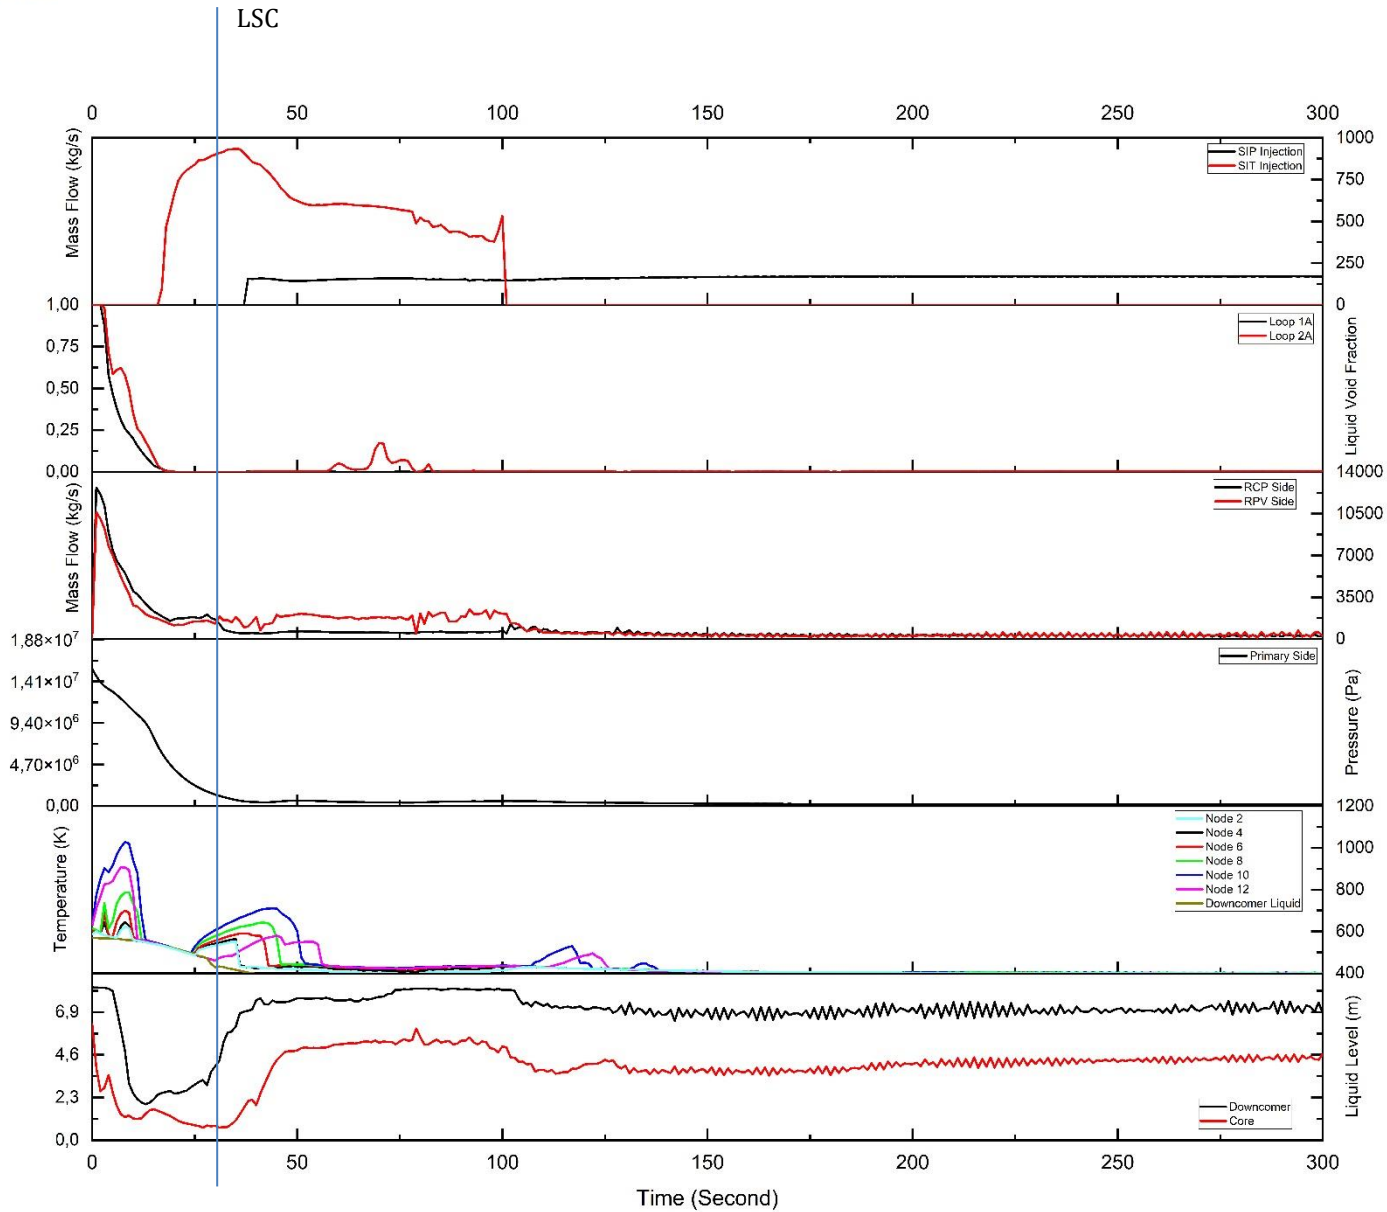 LSC
0 50 100 150 200 250 300
Mass Flow (kg/s)
SIP Injection
SIT Injection
1000
750
500
250
0
1,00
0,75
0,50
0,25
0,00
Loop 1A
Loop 2A
Liquid Void Fraction
Mass Flow (kg/s)
RCP Side
RPV Side
14000
10500
7000
3500
0
1,88×10⁷
1,41×10⁷
9,40×10⁶
4,70×10⁶
0,00
Primary Side
Pressure (Pa)
Temperature (K)
Node 2
Node 4
Node 6
Node 8
Node 10
Node 12
Downcomer Liquid
1200
1000
800
600
400
6,9
4,6
2,3
0,0
Liquid Level (m)
Downcomer
Core
0 50 100 150 200 250 300
Time (Second)